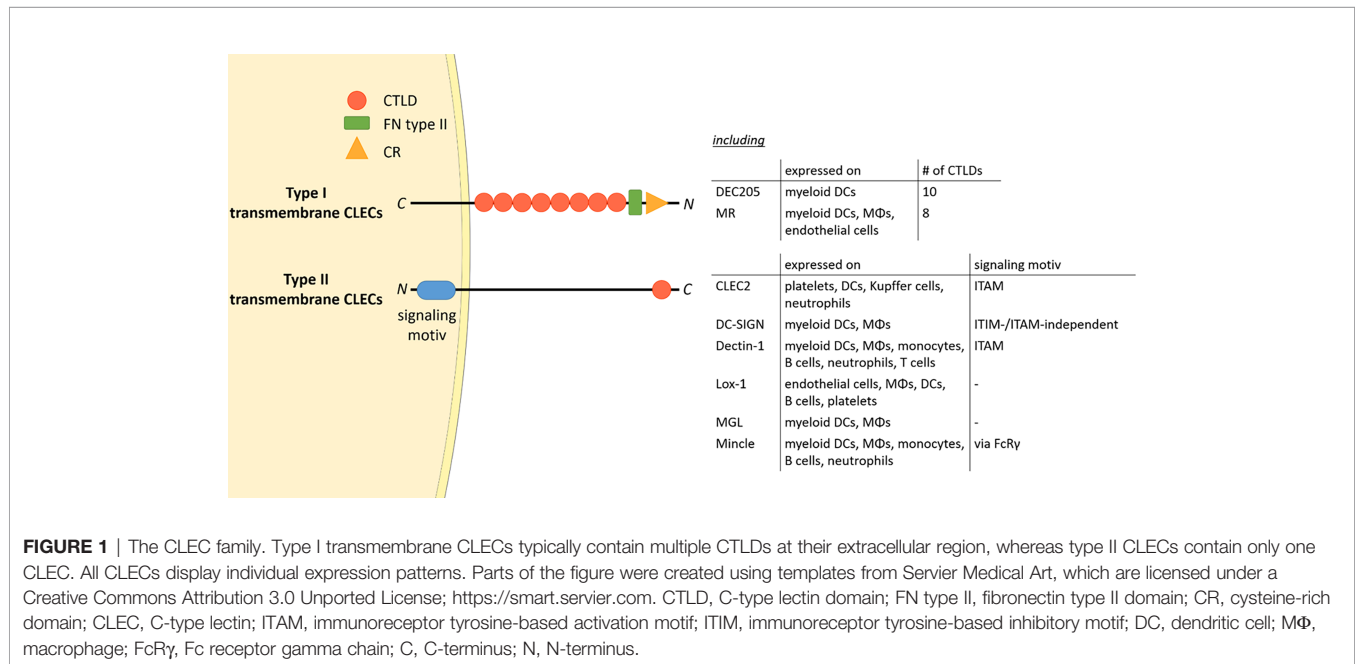 CTLD
FN type II
CR
Type I
transmembrane CLECs
C
N
Type II
transmembrane CLECs
N
C
signaling
motiv
including
expressed on # of CTLDs
DEC205 myeloid DCs 10
MR myeloid DCs, MΦs, 8
endothelial cells
expressed on signaling motiv
CLEC2 platelets, DCs, Kupffer cells, ITAM
neutrophils
DC-SIGN myeloid DCs, MΦs ITIM-/ITAM-independent
Dectin-1 myeloid DCs, MΦs, monocytes, ITAM
B cells, neutrophils, T cells
Lox-1 endothelial cells, MΦs, DCs, -
B cells, platelets
MGL myeloid DCs, MΦs -
Mincle myeloid DCs, MΦs, monocytes, via FcRγ
B cells, neutrophils
FIGURE 1 | The CLEC family. Type I transmembrane CLECs typically contain multiple CTLDs at their extracellular region, whereas type II CLECs contain only one
CLEC. All CLECs display individual expression patterns. Parts of the figure were created using templates from Servier Medical Art, which are licensed under a
Creative Commons Attribution 3.0 Unported License; https://smart.servier.com. CTLD, C-type lectin domain; FN type II, fibronectin type II domain; CR, cysteine-rich
domain; CLEC, C-type lectin; ITAM, immunoreceptor tyrosine-based activation motif; ITIM, immunoreceptor tyrosine-based inhibitory motif; DC, dendritic cell; MΦ,
macrophage; FcRγ, Fc receptor gamma chain; C, C-terminus; N, N-terminus.